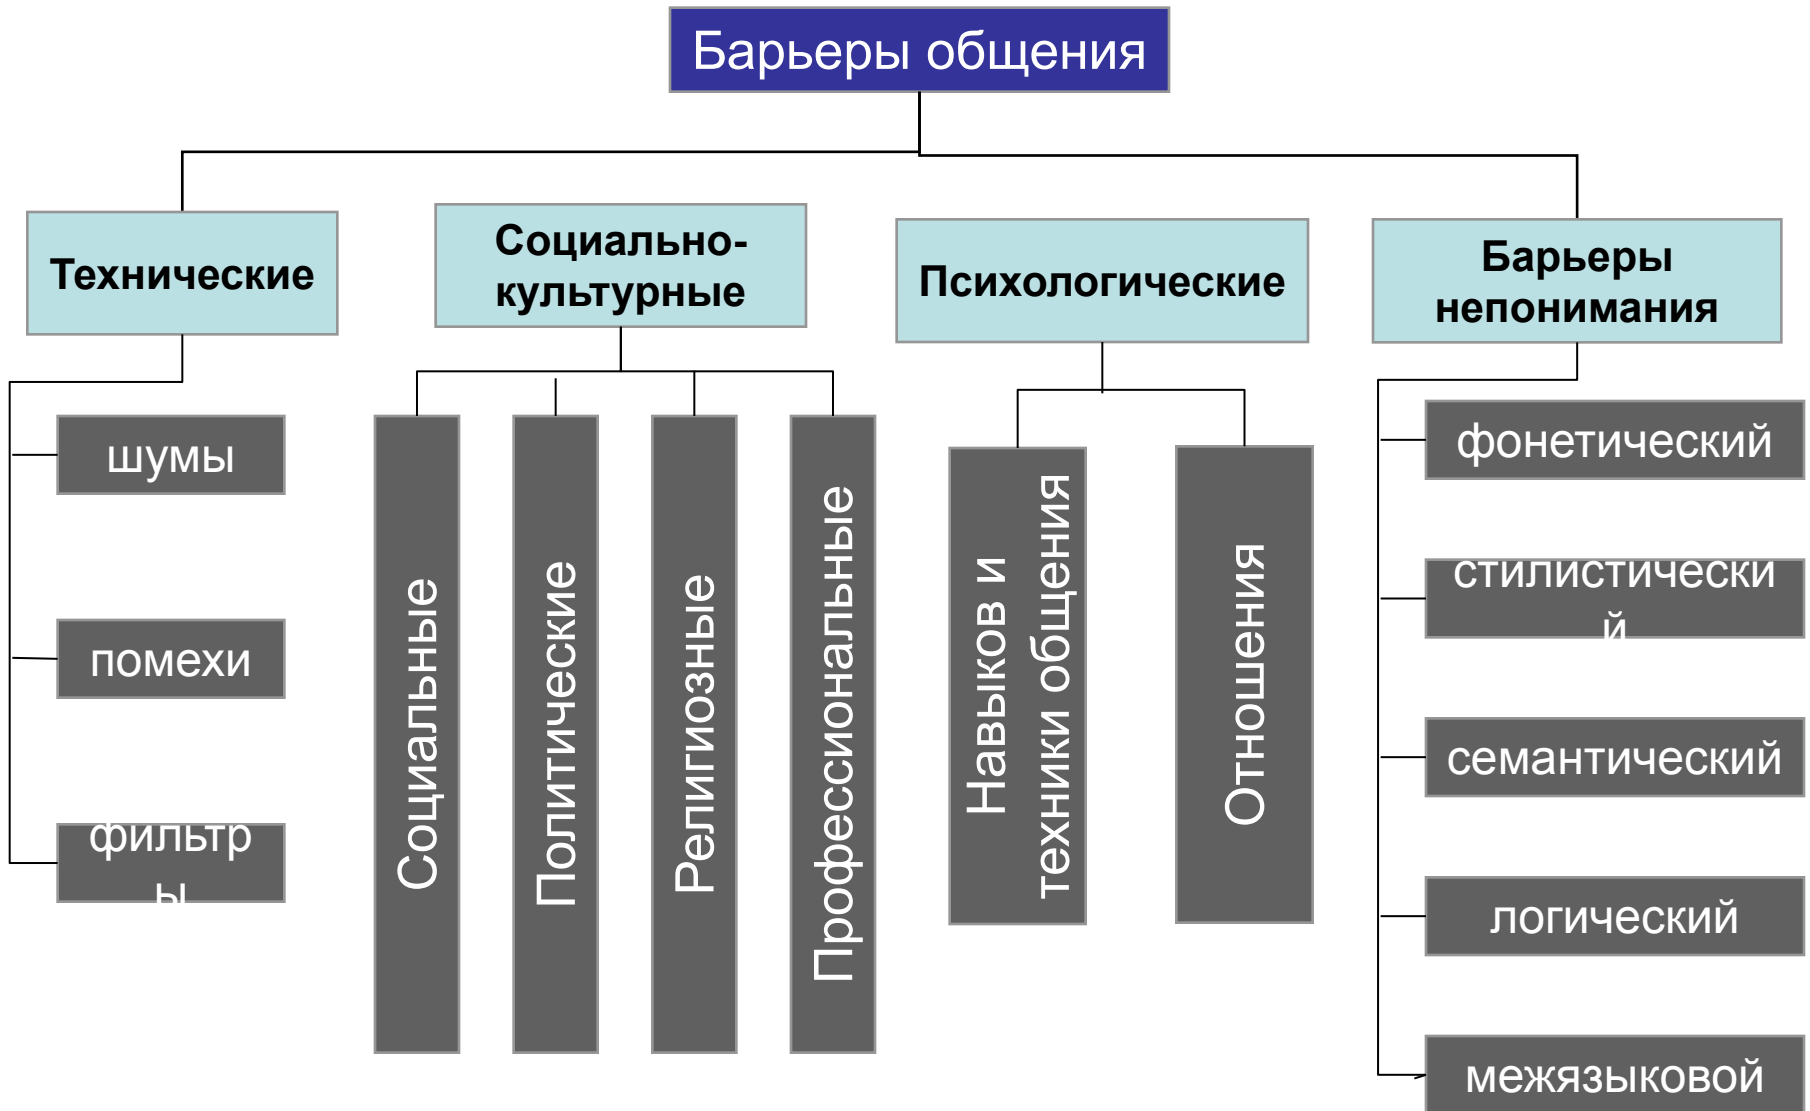 Барьеры общения
Технические
Социально-
культурные
Психологические
Барьеры
непонимания
шумы
помехи
фильтр
ы
Социальные
Политические
Религиозные
Профессиональные
Навыков и
техники общения
Отношения
фонетический
стилистически
й
семантический
логический
межязыковой